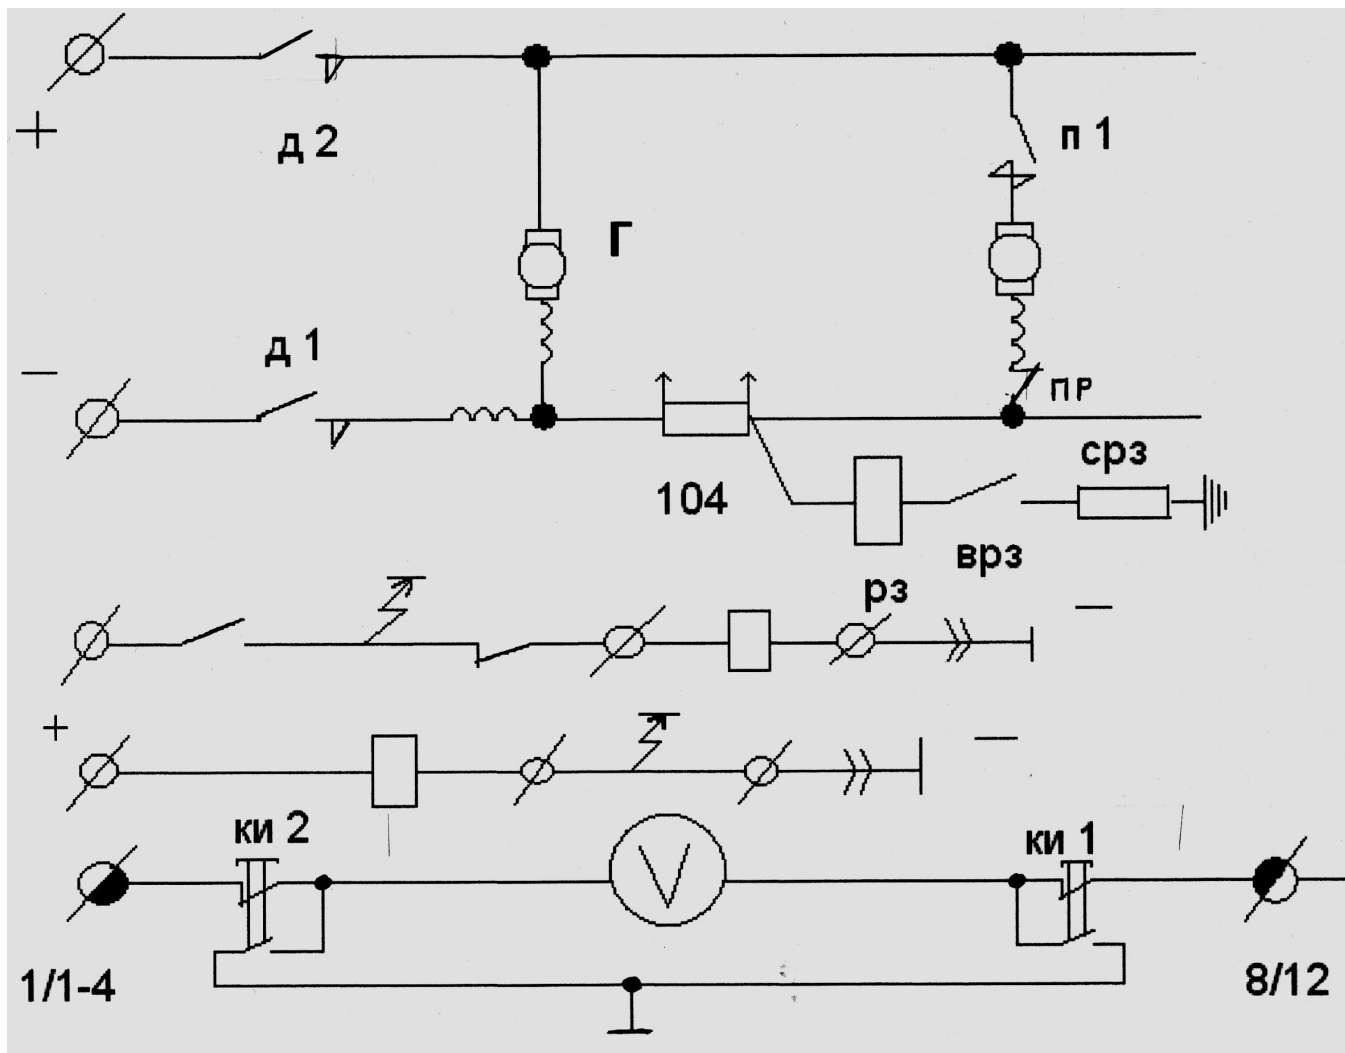 +
д 2
п 1
Г
д 1
–
ПР
срз
104
врз
рз
–
+
–
ки 2
ки 1
V
1/1-4
8/12